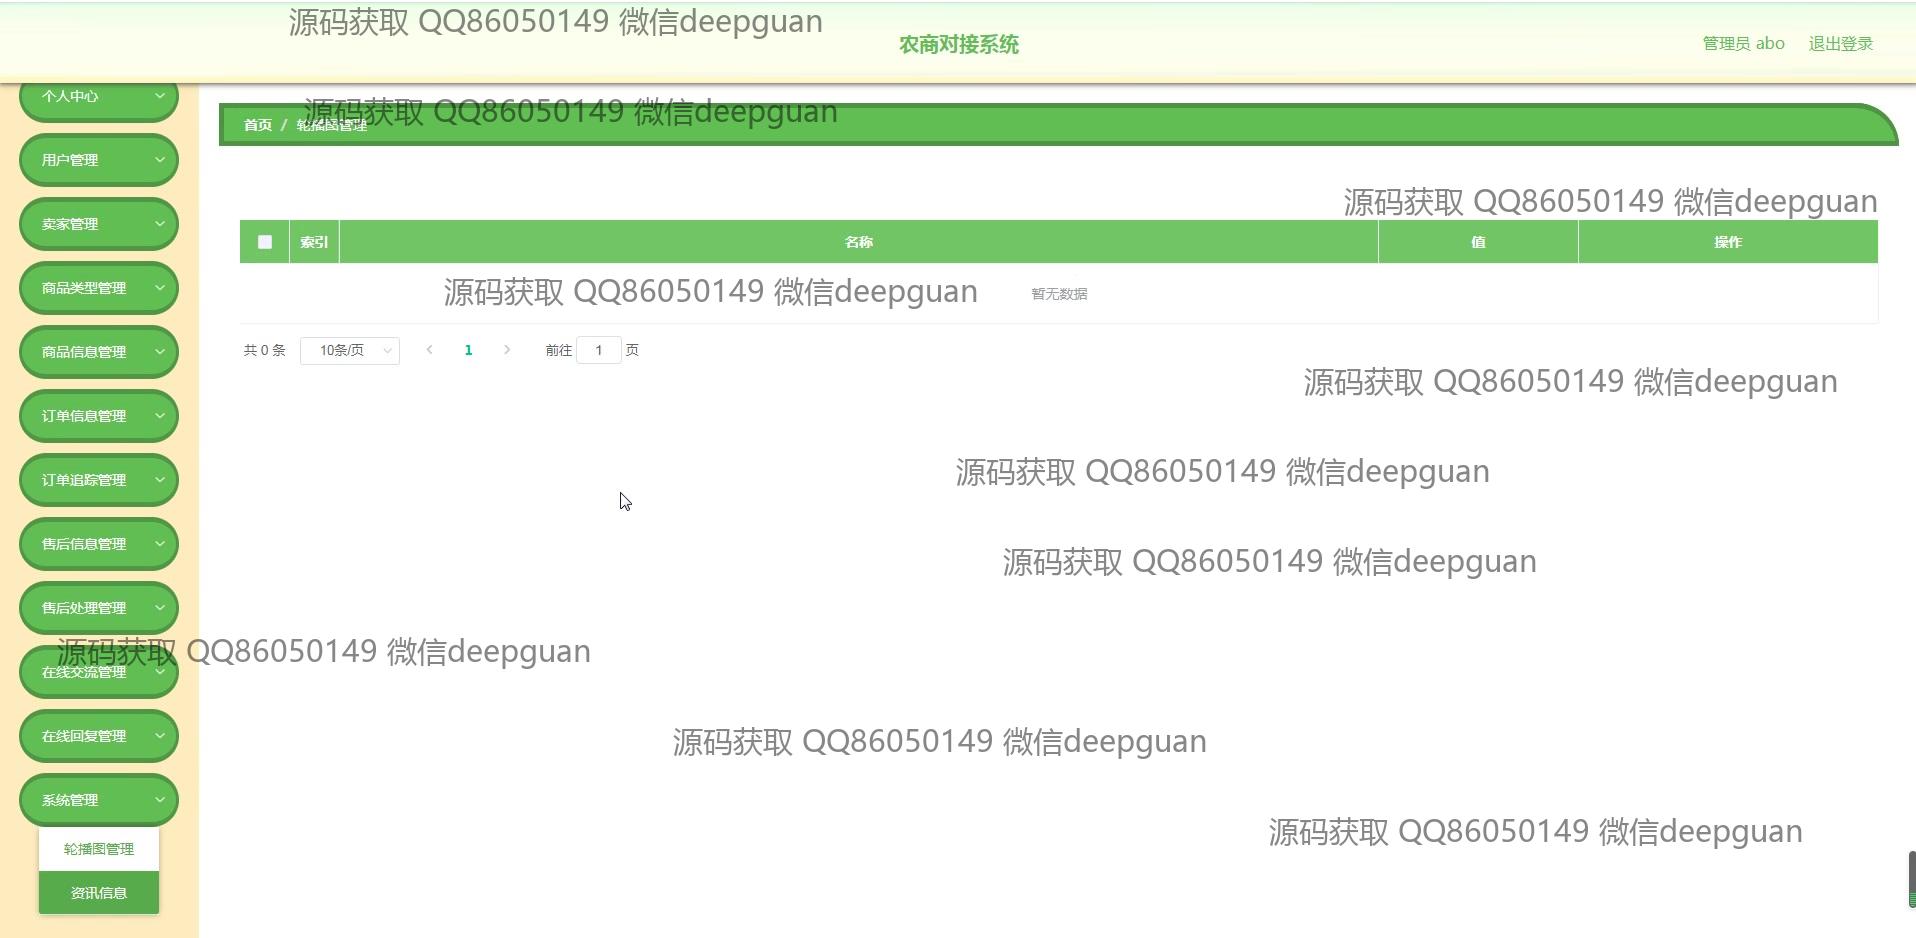 源码获取 QQ86050149 微信deepguan
农商对接系统
管理员 abo
退出登录
个人中心
源码获取 QQ86050149 微信deepguan
首页 / 轮播图管理
用户管理
源码获取 QQ86050149 微信deepguan
卖家管理
索引 名称 值 操作
商品类型管理
源码获取 QQ86050149 微信deepguan
暂无数据
商品信息管理
共 0 条 10条/页 1 前往 1 页
源码获取 QQ86050149 微信deepguan
订单信息管理
源码获取 QQ86050149 微信deepguan
订单追踪管理
售后信息管理
源码获取 QQ86050149 微信deepguan
售后处理管理
源码获取 QQ86050149 微信deepguan
在线交流管理
在线回复管理
源码获取 QQ86050149 微信deepguan
系统管理
源码获取 QQ86050149 微信deepguan
轮播图管理
资讯信息